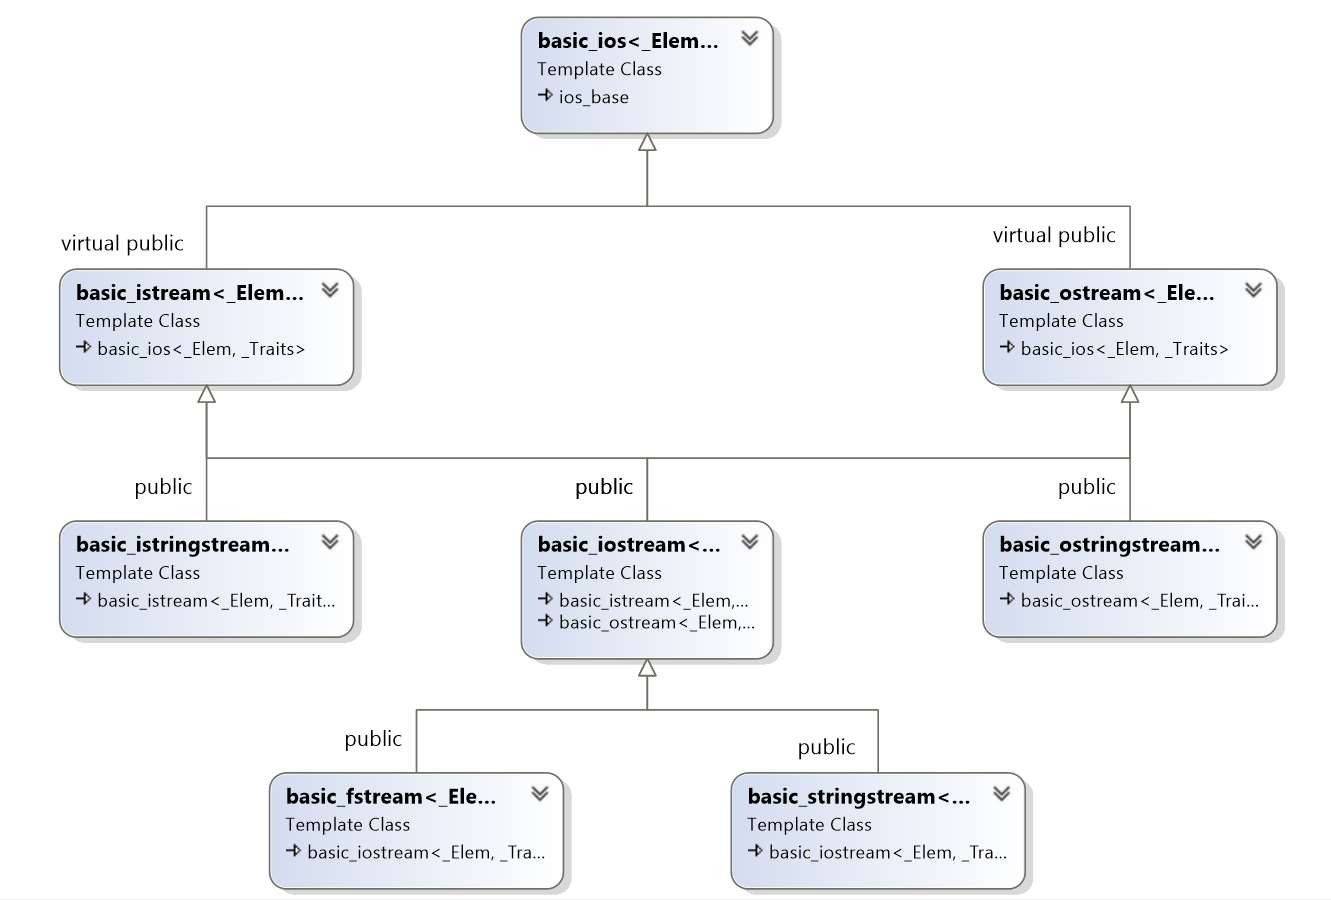 basic_ios<_Elem...
Template Class
ios_base
virtual public
virtual public
basic_istream<_Elem...
Template Class
basic_ios<_Elem, _Traits>
basic_ostream<_Ele...
Template Class
basic_ios<_Elem, _Traits>
public
public
public
basic_istringstream...
Template Class
basic_istream<_Elem, _Trait...
basic_iostream<...
Template Class
basic_istream<_Elem,...
basic_ostream<_Elem,...
basic_ostringstream...
Template Class
basic_ostream<_Elem, _Trai...
public
public
basic_fstream<_Ele...
Template Class
basic_iostream<_Elem, _Tra...
basic_stringstream<...
Template Class
basic_iostream<_Elem, _Tra...